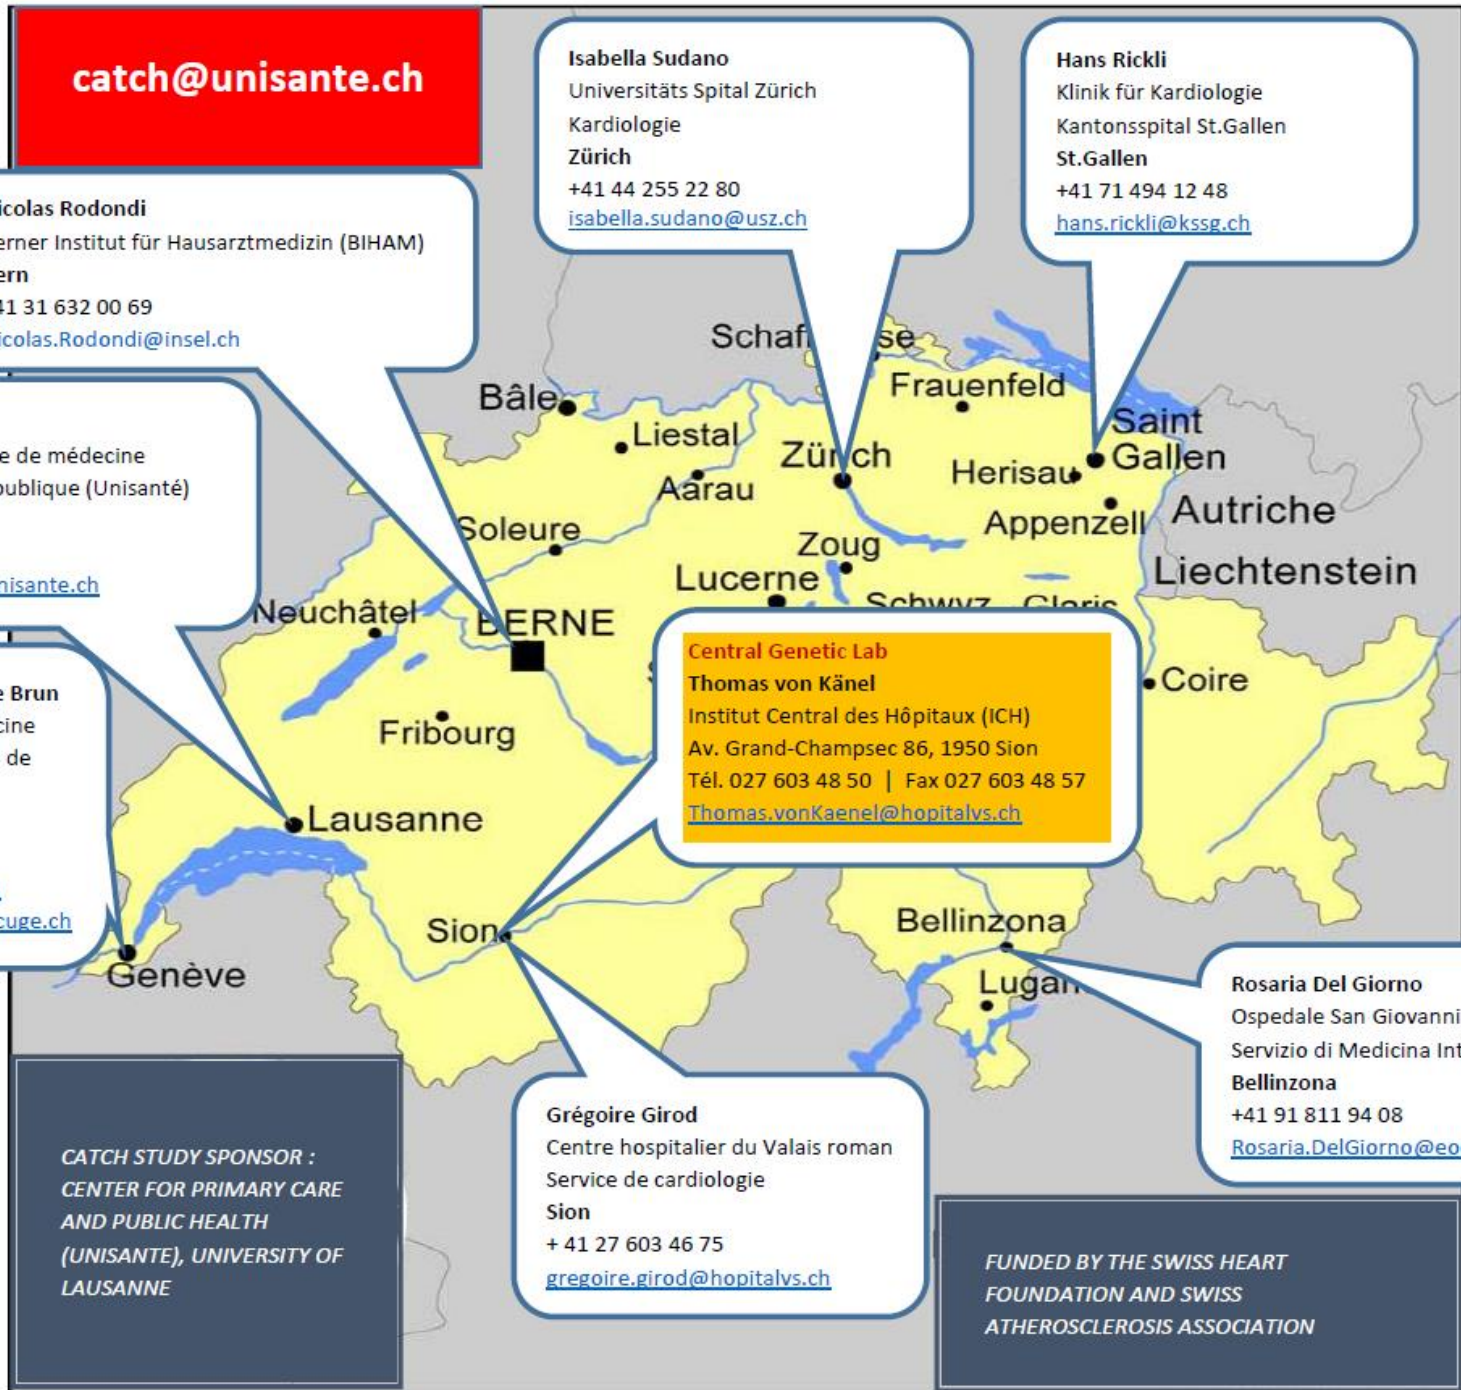 catch@unisante.ch
Isabella Sudano
Universitäts Spital Zürich
Kardiologie
Zürich
+41 44 255 22 80
isabella.sudano@usz.ch
Hans Rickli
Klinik für Kardiologie
Kantonsspital St.Gallen
St.Gallen
+41 71 494 12 48
hans.rickli@kssg.ch
icolas Rodondi
erner Institut für Hausarztmedizin (BIHAM)
ern
41 31 632 00 69
icolas.Rodondi@insel.ch
e de médecine
publique (Unisanté)
nisante.ch
e Brun
cine
de
cuge.ch
Schaf se
Bâle
Frauenfeld
Liestal
Saint
Gallen
Zürich
Herisau
Aarau
Appenzell
Autriche
Soleure
Zoug
Liechtenstein
Lucerne
Neuchâtel
BERNE
Schwyz
Glaris
Coire
Fribourg
Lausanne
Sion
Bellinzona
Genève
Lugan
Central Genetic Lab
Thomas von Känel
Institut Central des Hôpitaux (ICH)
Av. Grand-Champsec 86, 1950 Sion
Tél. 027 603 48 50 | Fax 027 603 48 57
Thomas.vonKaenel@hopitalvs.ch
Rosaria Del Giorno
Ospedale San Giovanni
Servizio di Medicina Int
Bellinzona
+41 91 811 94 08
Rosaria.DelGiorno@eo
Grégoire Girod
Centre hospitalier du Valais roman
Service de cardiologie
Sion
+ 41 27 603 46 75
gregoire.girod@hopitalvs.ch
CATCH STUDY SPONSOR :
CENTER FOR PRIMARY CARE
AND PUBLIC HEALTH
(UNISANTE), UNIVERSITY OF
LAUSANNE
FUNDED BY THE SWISS HEART
FOUNDATION AND SWISS
ATHEROSCLEROSIS ASSOCIATION